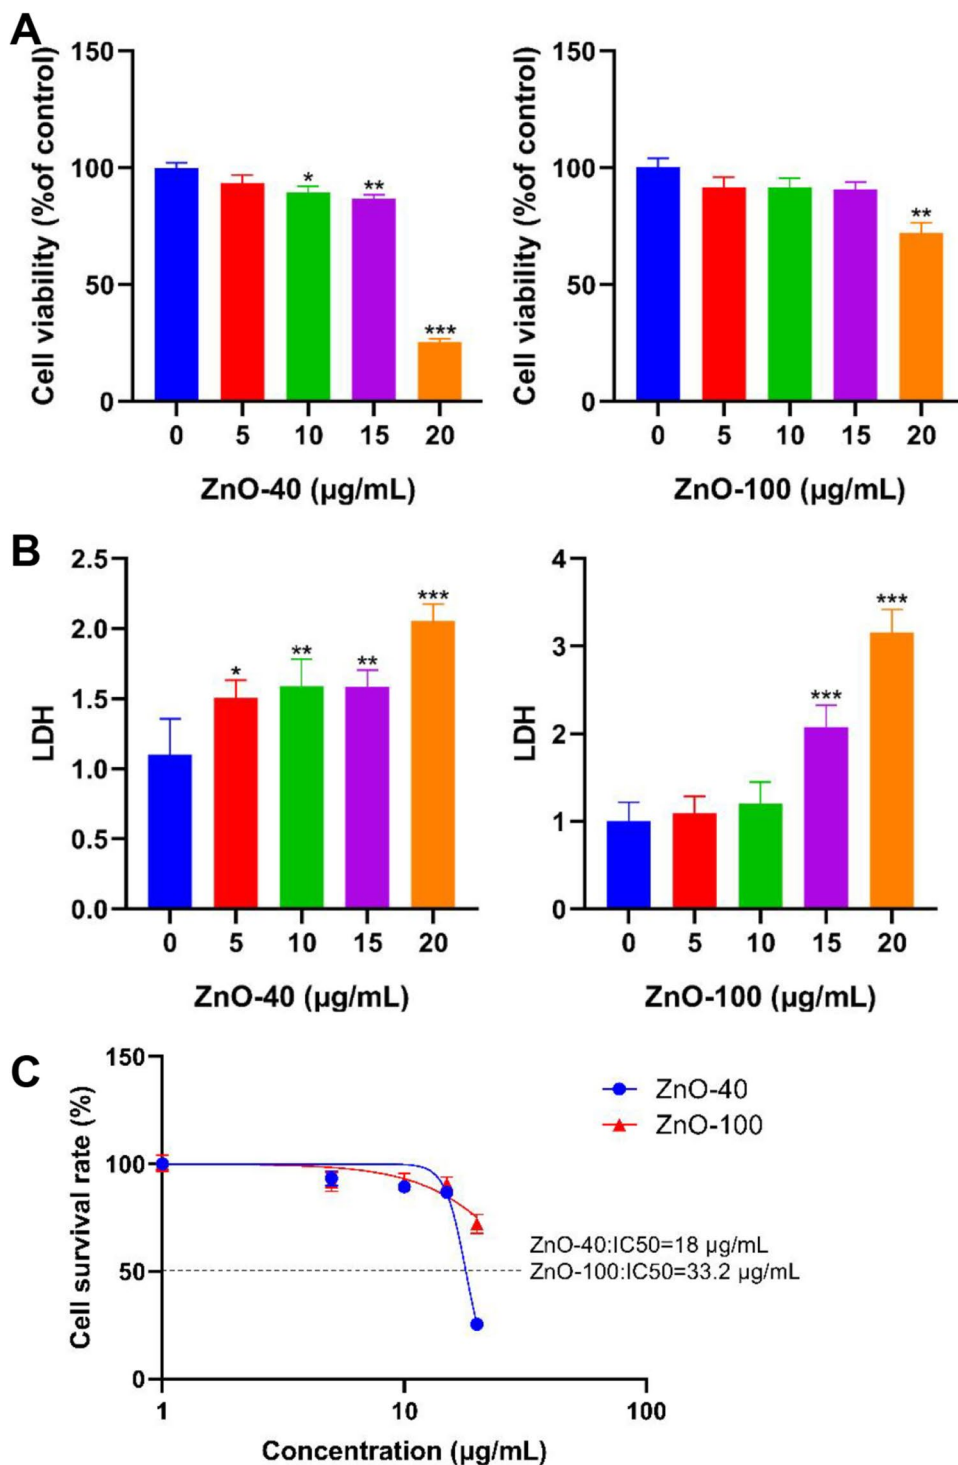 A
Cell viability (%of control)
150
100
50
0
*
**
***
0 5 10 15 20
ZnO-40 (µg/mL)
Cell viability (%of control)
150
100
50
0
**
0 5 10 15 20
ZnO-100 (µg/mL)
B
LDH
2.5
2.0
1.5
1.0
0.5
0.0
*
**
**
***
0 5 10 15 20
ZnO-40 (µg/mL)
LDH
4
3
2
1
0
***
***
0 5 10 15 20
ZnO-100 (µg/mL)
C
Cell survival rate (%)
150
100
50
0
ZnO-40
ZnO-100
ZnO-40:IC50=18 µg/mL
ZnO-100:IC50=33.2 µg/mL
1 10 100
Concentration (µg/mL)